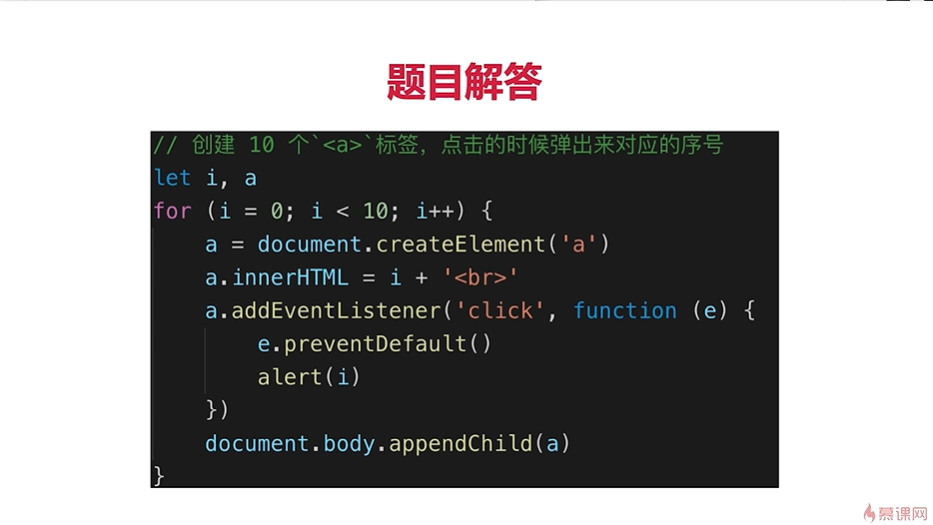 题目解答
// 创建 10 个`<a>`标签，点击的时候弹出来对应的序号
let i, a
for (i = 0; i < 10; i++) {
    a = document.createElement('a')
    a.innerHTML = i + '<br>'
    a.addEventListener('click', function (e) {
        e.preventDefault()
        alert(i)
    })
    document.body.appendChild(a)
}
慕课网